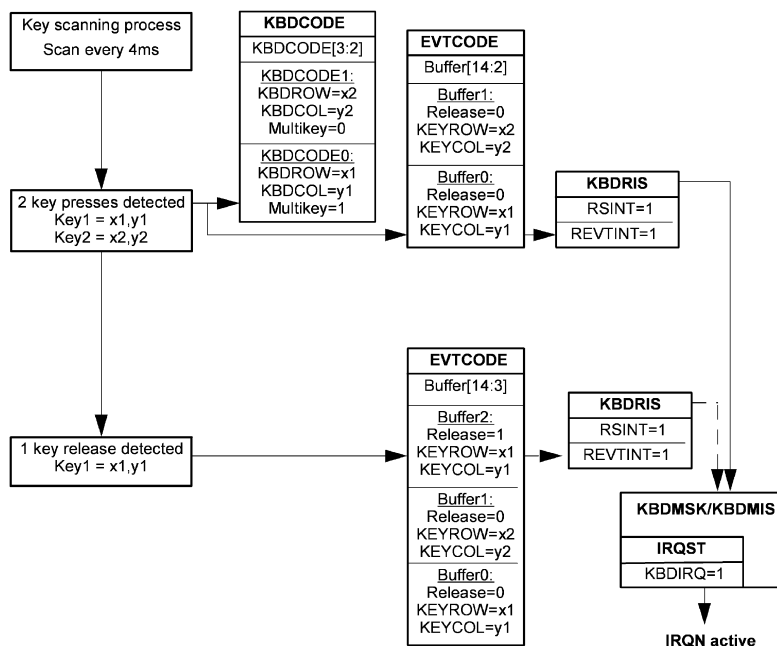 Key scanning process
Scan every 4ms
KBDCODE
KBDCODE[3:2]
KBDCODE1:
KBDROW=x2
KBDCOL=y2
Multikey=0
KBDCODE0:
KBDROW=x1
KBDCOL=y1
Multikey=1
EVTCODE
Buffer[14:2]
Buffer1:
Release=0
KEYROW=x2
KEYCOL=y2
Buffer0:
Release=0
KEYROW=x1
KEYCOL=y1
2 key presses detected
Key1 = x1,y1
Key2 = x2,y2
KBDRIS
RSINT=1
REVTINT=1
EVTCODE
Buffer[14:3]
Buffer2:
Release=1
KEYROW=x1
KEYCOL=y1
Buffer1:
Release=0
KEYROW=x2
KEYCOL=y2
Buffer0:
Release=0
KEYROW=x1
KEYCOL=y1
1 key release detected
Key1 = x1,y1
KBDRIS
RSINT=1
REVTINT=1
KBDMSK/KBDMIS
IRQST
KBDIRQ=1
IRQN active